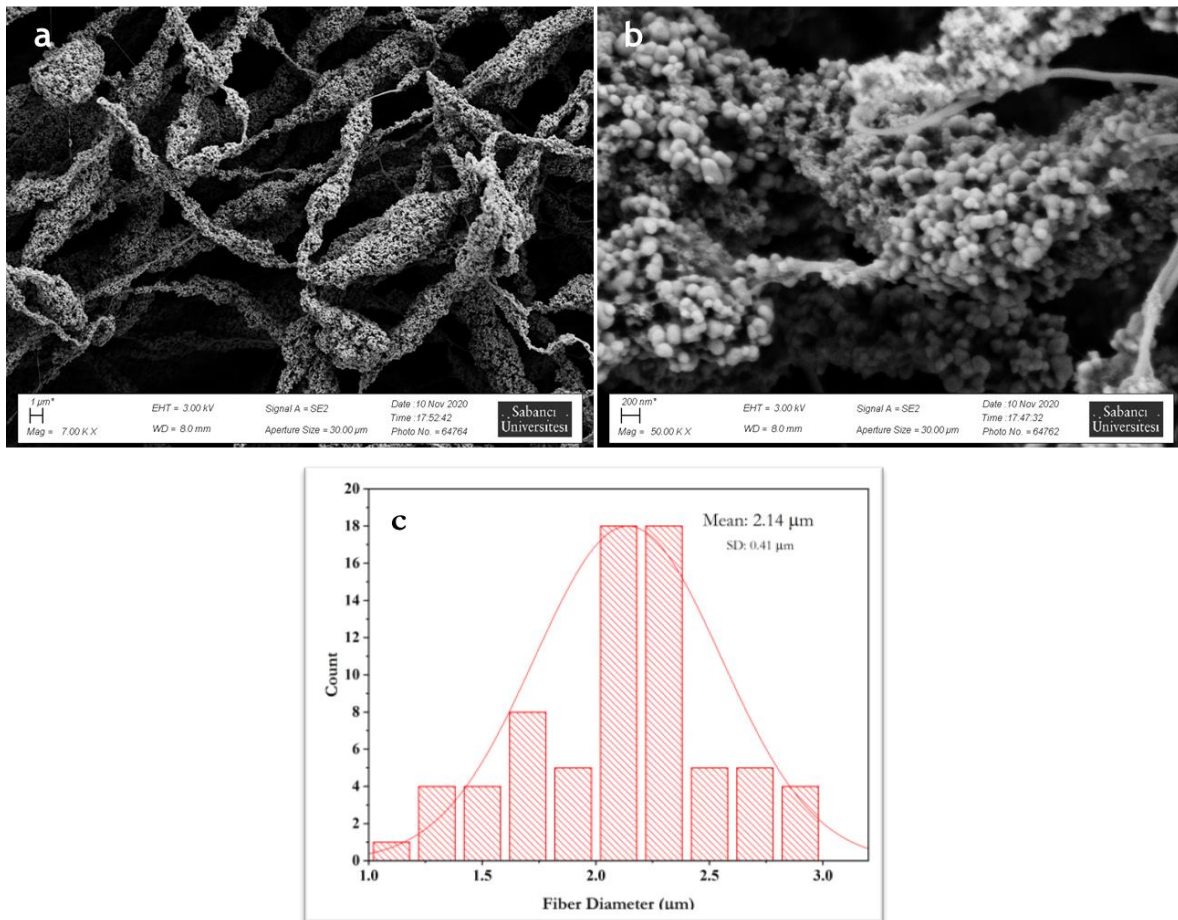 a
1 µm*
Mag = 7.00 K X
EHT = 3.00 kV
WD = 8.0 mm
Signal A = SE2
Aperture Size = 30.00 µm
Date :10 Nov 2020
Time :17:52:42
Photo No. = 64764
Sabancı
Üniversitesi
b
200 nm*
Mag = 50.00 K X
EHT = 3.00 kV
WD = 8.0 mm
Signal A = SE2
Aperture Size = 30.00 µm
Date :10 Nov 2020
Time :17:47:32
Photo No. = 64762
Sabancı
Üniversitesi
c
Mean: 2.14 µm
SD: 0.41 µm
Count
20
18
16
14
12
10
8
6
4
2
0
1.0 1.5 2.0 2.5 3.0
Fiber Diameter (µm)